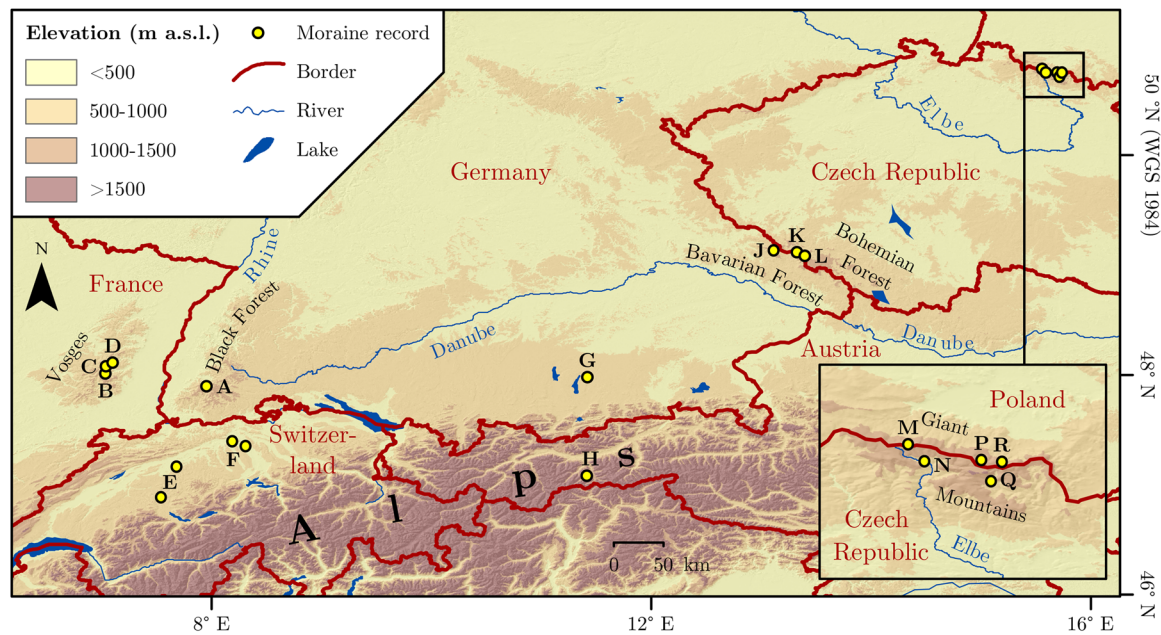 Elevation (m a.s.l.)
<500
500-1000
1000-1500
>1500
Moraine record
Border
River
Lake
N
Germany
Czech Republic
Elbe
50 °N (WGS 1984)
Rhine
France
Black Forest
Vosges
D
C
B
A
Danube
G
J
K
L
Bohemian
Forest
Bavarian Forest
Danube
Austria
48° N
Switzer-
land
F
E
H
A l p s
0 50 km
Poland
M
Giant
P R
N
Q
Mountains
Czech
Republic
Elbe
46° N
8° E
12° E
16° E